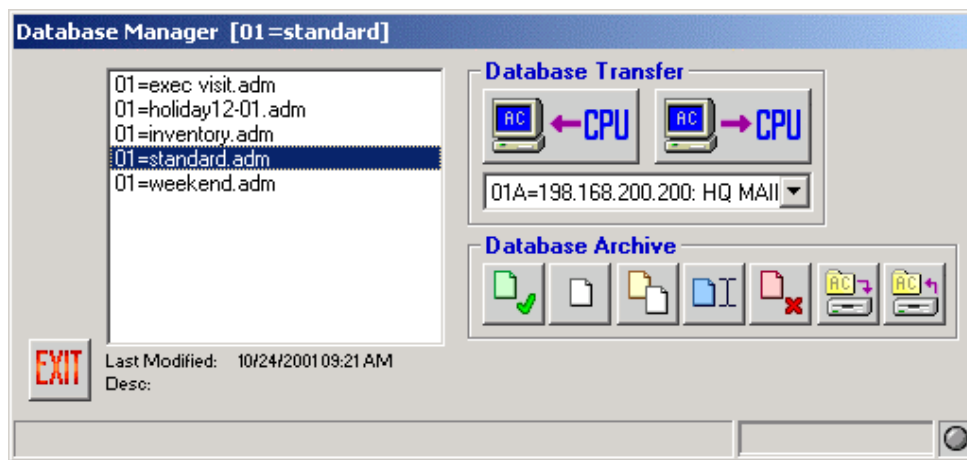 Database Manager [01=standard]
01=exec visit.adm
01=holiday12-01.adm
01=inventory.adm
01=standard.adm
01=weekend.adm
Database Transfer
AC CPU AC CPU
01A=198.168.200.200: HQ MAI
Database Archive
AC AC
EXIT
Last Modified: 10/24/2001 09:21 AM
Desc: